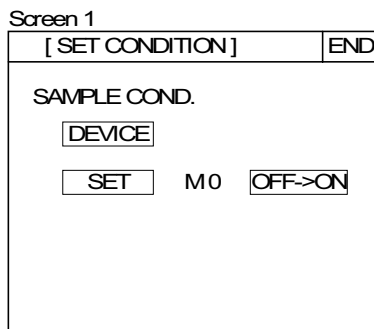 Screen 1
[ SET CONDITION ] END
SAMPLE COND.
DEVICE
SET M0 OFF->ON